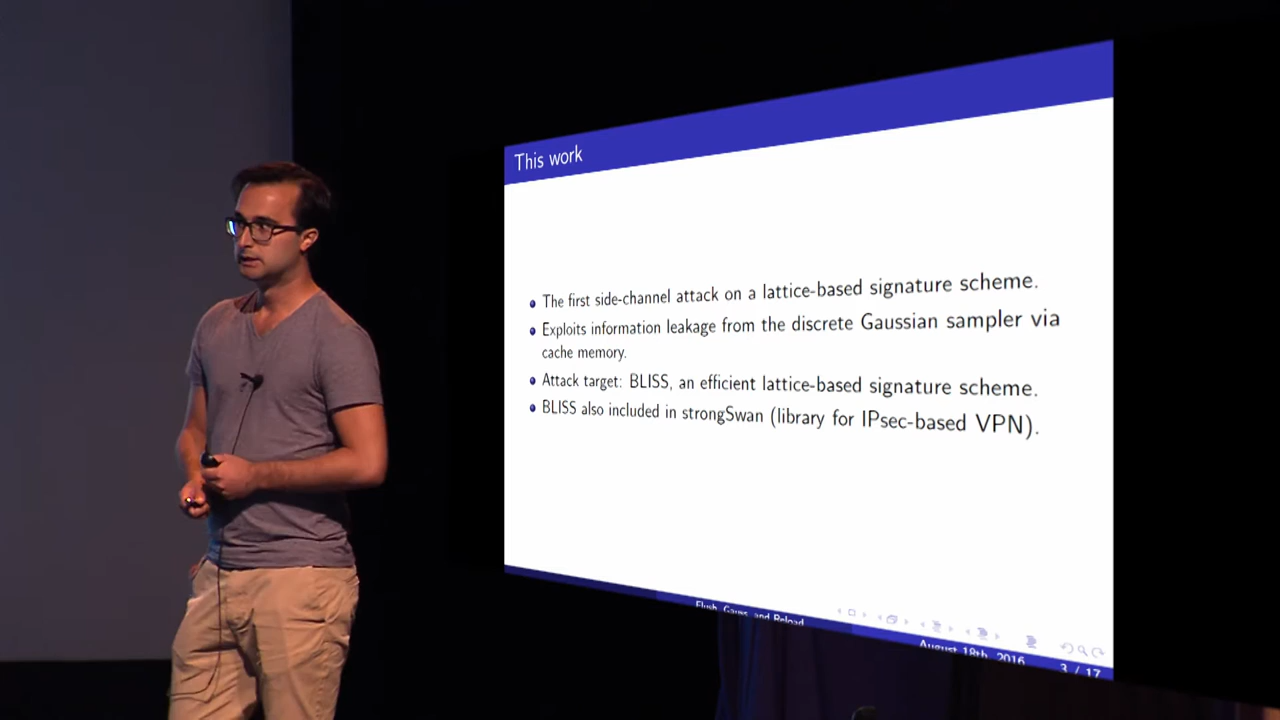 This work
The first side-channel attack on a lattice-based signature scheme.
Exploits information leakage from the discrete Gaussian sampler via
cache memory.
Attack target: BLISS, an efficient lattice-based signature scheme.
BLISS also included in strongSwan (library for IPsec-based VPN).
Flush, Gauss, and Reload
August 18th, 2016
3 / 17